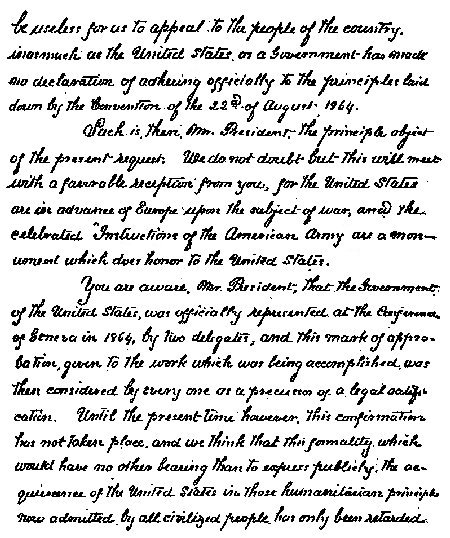 be useless for us to appeal to the people of the country,
inasmuch as the United States, as a Government has made
no declaration of adhering officially to the principles laid
down by the Convention of the 22d. of August 1864.
Such is, then, Mr. President, the principle object
of the present request. We do not doubt but this will meet
with a favorable reception from you, for the United States
are in advance of Europe upon the subject of war, and the
celebrated "Instructions of the American Army are a mon-
ument which does honor to the United States.
You are aware, Mr. President, that the Government
of the United States, was officially represented at the Conference
of Geneva in 1864, by two delegates, and this mark of appro-
bation, given to the work which was being accomplished, was
then considered by every one as a precursor of a legal ratifi-
cation. Until the present time however, this confirmation
has not taken place, and we think that this formality, which
would have no other bearing than to express publicly, the ac-
quiescence of the United States in those humanitarian principles
now admitted by all civilized people, has only been retarded